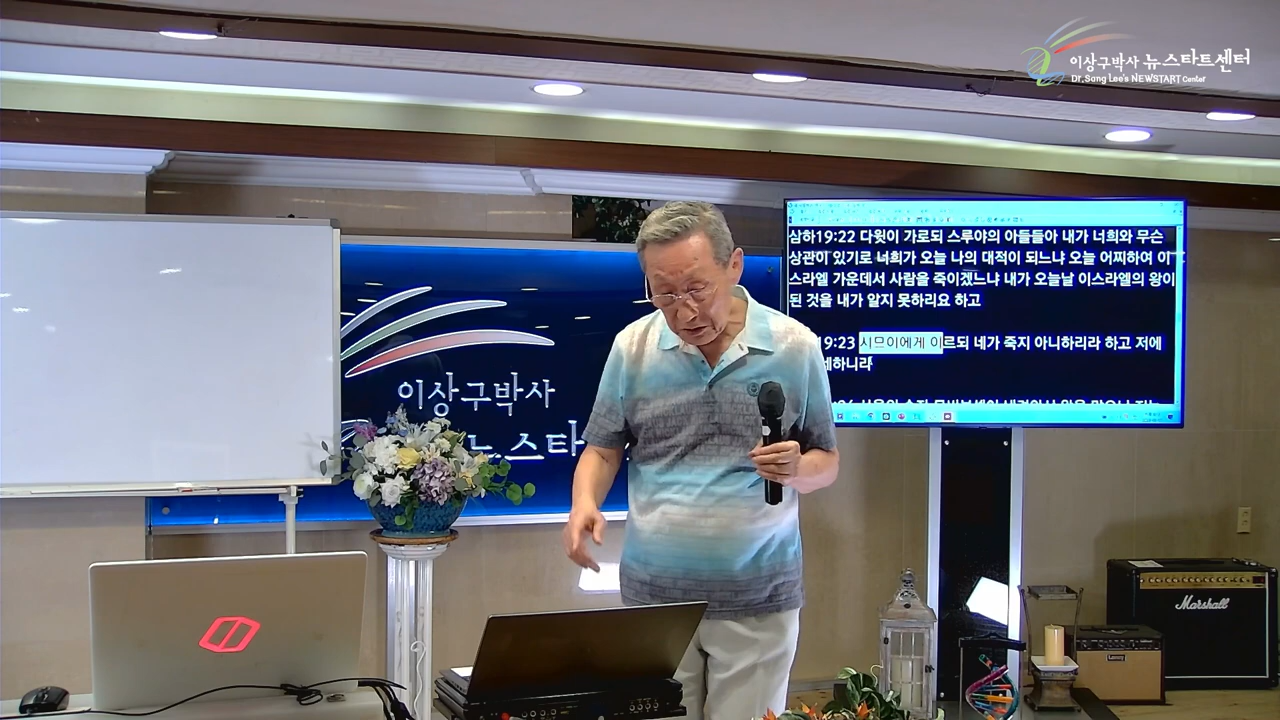 이상구박사 뉴스타트센터
Dr. Sang Lee's NEWSTART Center
삼하19:22 다윗이 가로되 스루야의 아들들아 내가 너희와 무슨
상관이 있기로 너희가 오늘 나의 대적이 되느냐 오늘 어찌하여 이
스라엘 가운데서 사람을 죽이겠느냐 내가 오늘날 이스라엘의 왕이
된 것을 내가 알지 못하리요 하고
19:23 시므이에게 이르되 네가 죽지 아니하리라 하고 저에
세하니라
이상구박사
뉴스타
Marshall
Laney